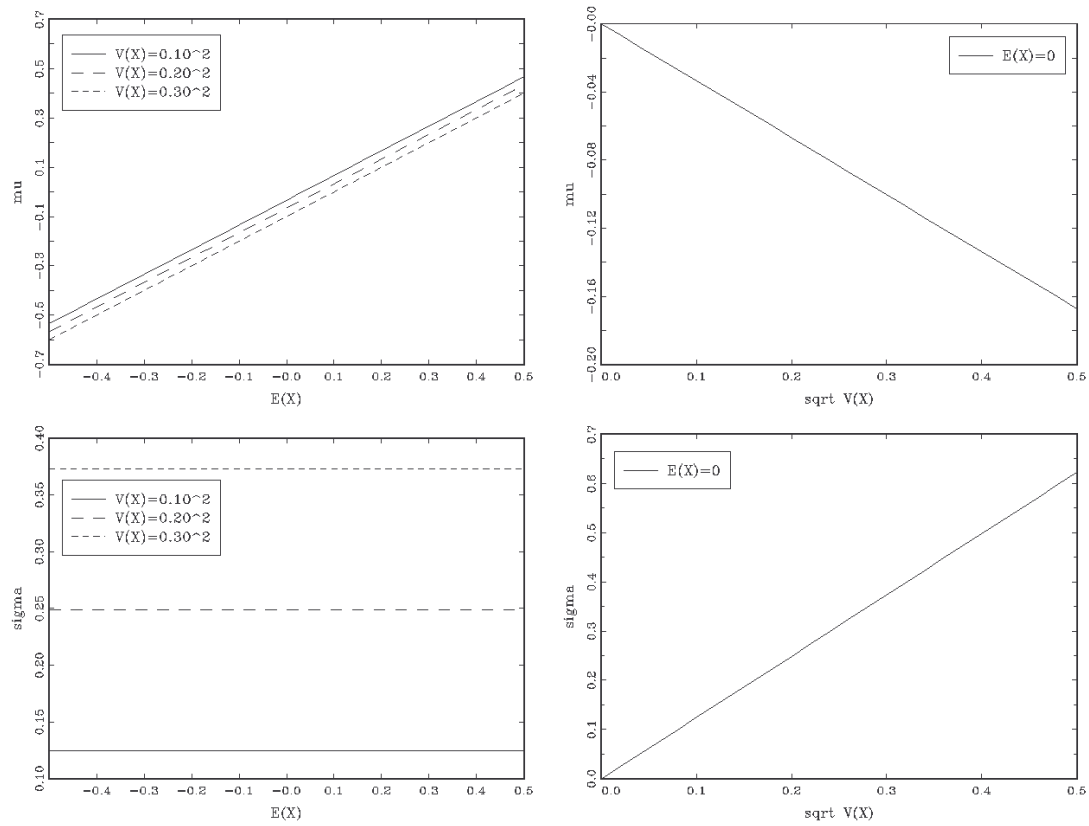 0.7
0.5
0.3
0.1
-0.1
-0.3
-0.5
-0.7
mu
V(X)=0.10^2
V(X)=0.20^2
V(X)=0.30^2
-0.4 -0.3 -0.2 -0.1 -0.0 0.1 0.2 0.3 0.4 0.5
E(X)
-0.00
-0.04
-0.08
-0.12
-0.16
-0.20
mu
E(X)=0
0.0 0.1 0.2 0.3 0.4 0.5
sqrt V(X)
0.40
0.35
0.30
0.25
0.20
0.15
0.10
sigma
V(X)=0.10^2
V(X)=0.20^2
V(X)=0.30^2
-0.4 -0.3 -0.2 -0.1 -0.0 0.1 0.2 0.3 0.4 0.5
E(X)
0.7
0.6
0.5
0.4
0.3
0.2
0.1
0.0
sigma
E(X)=0
0.0 0.1 0.2 0.3 0.4 0.5
sqrt V(X)